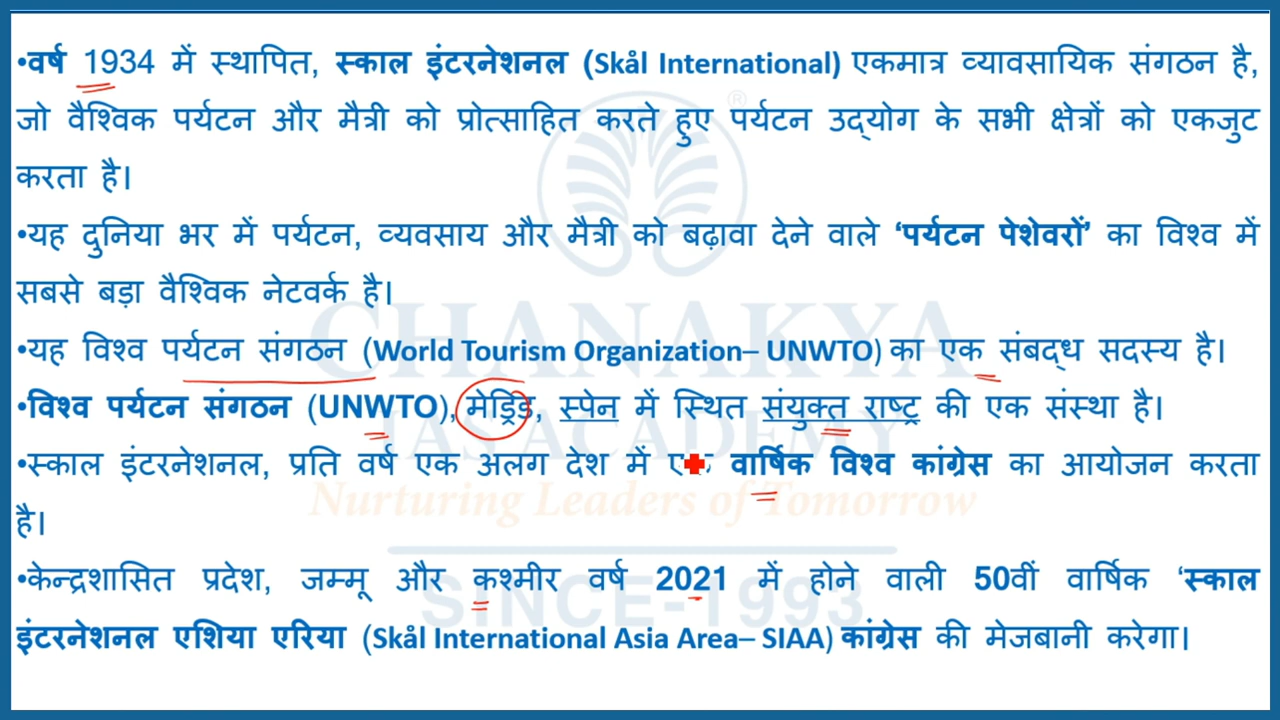 •वर्ष 1934 में स्थापित, स्काल इंटरनेशनल (Skål International) एकमात्र व्यावसायिक संगठन है,
जो वैश्विक पर्यटन और मैत्री को प्रोत्साहित करते हुए पर्यटन उद्योग के सभी क्षेत्रों को एकजुट
करता है।
•यह दुनिया भर में पर्यटन, व्यवसाय और मैत्री को बढ़ावा देने वाले ‘पर्यटन पेशेवरों’ का विश्व में
सबसे बड़ा वैश्विक नेटवर्क है।
•यह विश्व पर्यटन संगठन (World Tourism Organization– UNWTO) का एक संबद्ध सदस्य है।
•विश्व पर्यटन संगठन (UNWTO), मेड्रिड, स्पेन में स्थित संयुक्त राष्ट्र की एक संस्था है।
•स्काल इंटरनेशनल, प्रति वर्ष एक अलग देश में वार्षिक विश्व कांग्रेस का आयोजन करता
है।
•केन्द्रशासित प्रदेश, जम्मू और कश्मीर वर्ष 2021 में होने वाली 50वीं वार्षिक ‘स्काल
इंटरनेशनल एशिया एरिया (Skål International Asia Area– SIAA) कांग्रेस की मेजबानी करेगा।
CHANAKYA
IAS ACADEMY
Nurturing Leaders of Tomorrow
SINCE-1993
®